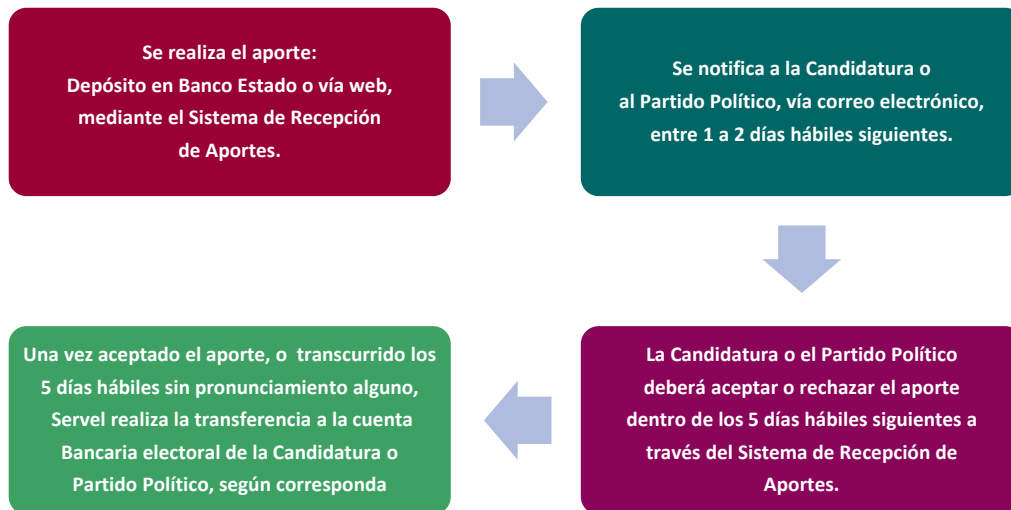 Se realiza el aporte:
Depósito en Banco Estado o vía web,
mediante el Sistema de Recepción
de Aportes.
Se notifica a la Candidatura o
al Partido Político, vía correo electrónico,
entre 1 a 2 días hábiles siguientes.
La Candidatura o el Partido Político
deberá aceptar o rechazar el aporte
dentro de los 5 días hábiles siguientes a
través del Sistema de Recepción de
Aportes.
Una vez aceptado el aporte, o transcurrido los
5 días hábiles sin pronunciamiento alguno,
Servel realiza la transferencia a la cuenta
Bancaria electoral de la Candidatura o
Partido Político, según corresponda